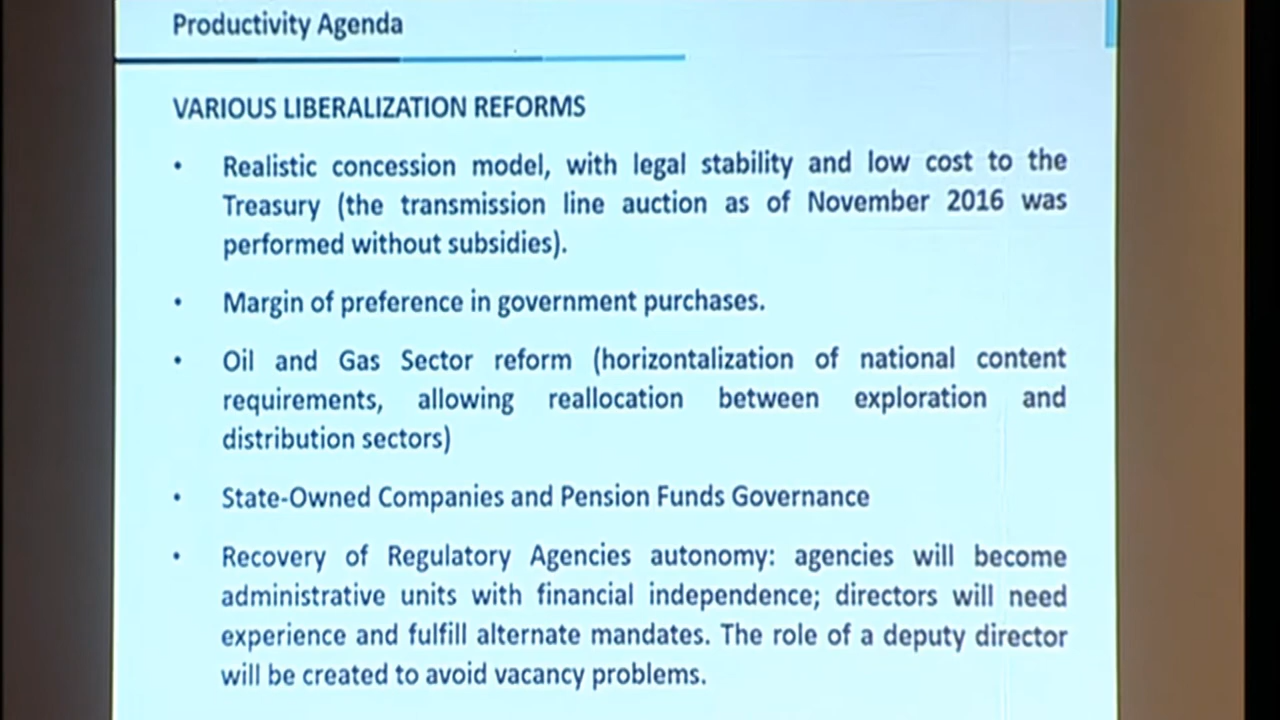 Productivity Agenda
VARIOUS LIBERALIZATION REFORMS
• Realistic concession model, with legal stability and low cost to the
Treasury (the transmission line auction as of November 2016 was
performed without subsidies).
• Margin of preference in government purchases.
• Oil and Gas Sector reform (horizontalization of national content
requirements, allowing reallocation between exploration and
distribution sectors)
• State-Owned Companies and Pension Funds Governance
• Recovery of Regulatory Agencies autonomy: agencies will become
administrative units with financial independence; directors will need
experience and fulfill alternate mandates. The role of a deputy director
will be created to avoid vacancy problems.